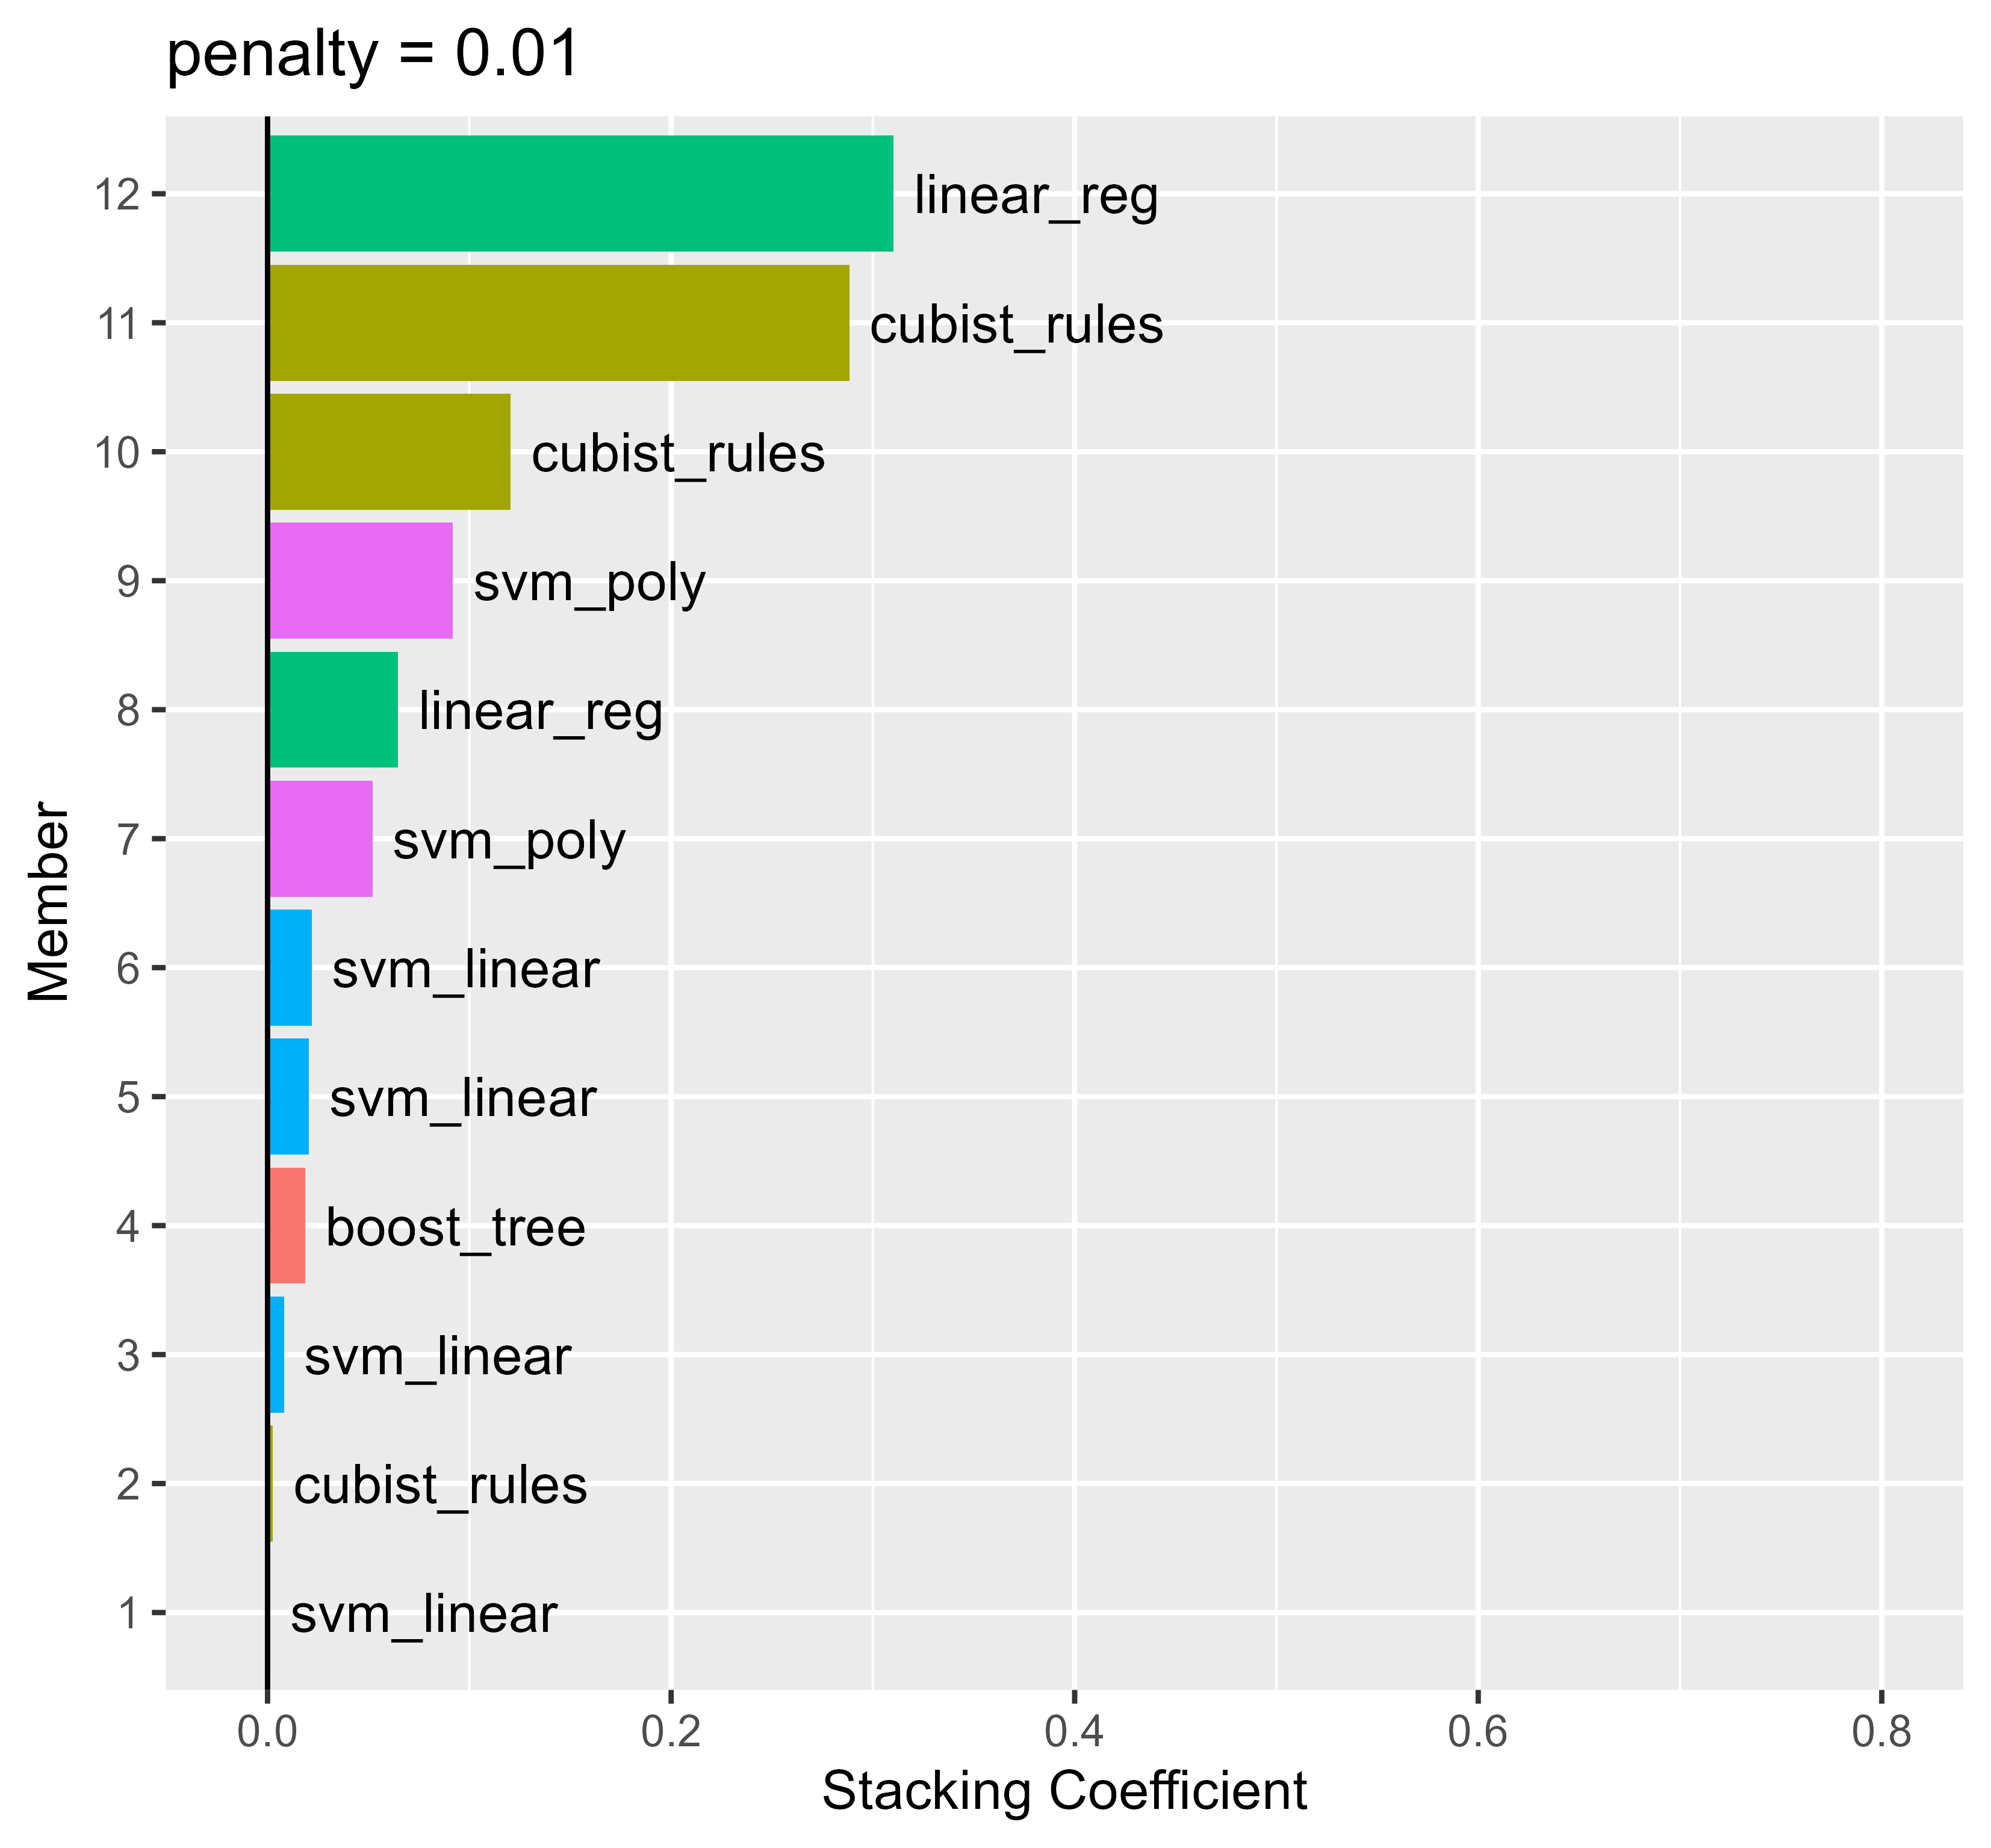 penalty = 0.01
12
linear_reg
11
cubist_rules
10
cubist_rules
9
svm_poly
8
linear_reg
7
svm_poly
6
svm_linear
5
svm_linear
4
boost_tree
3
svm_linear
2
cubist_rules
1
svm_linear
Member
0.0 0.2 0.4 0.6 0.8
Stacking Coefficient